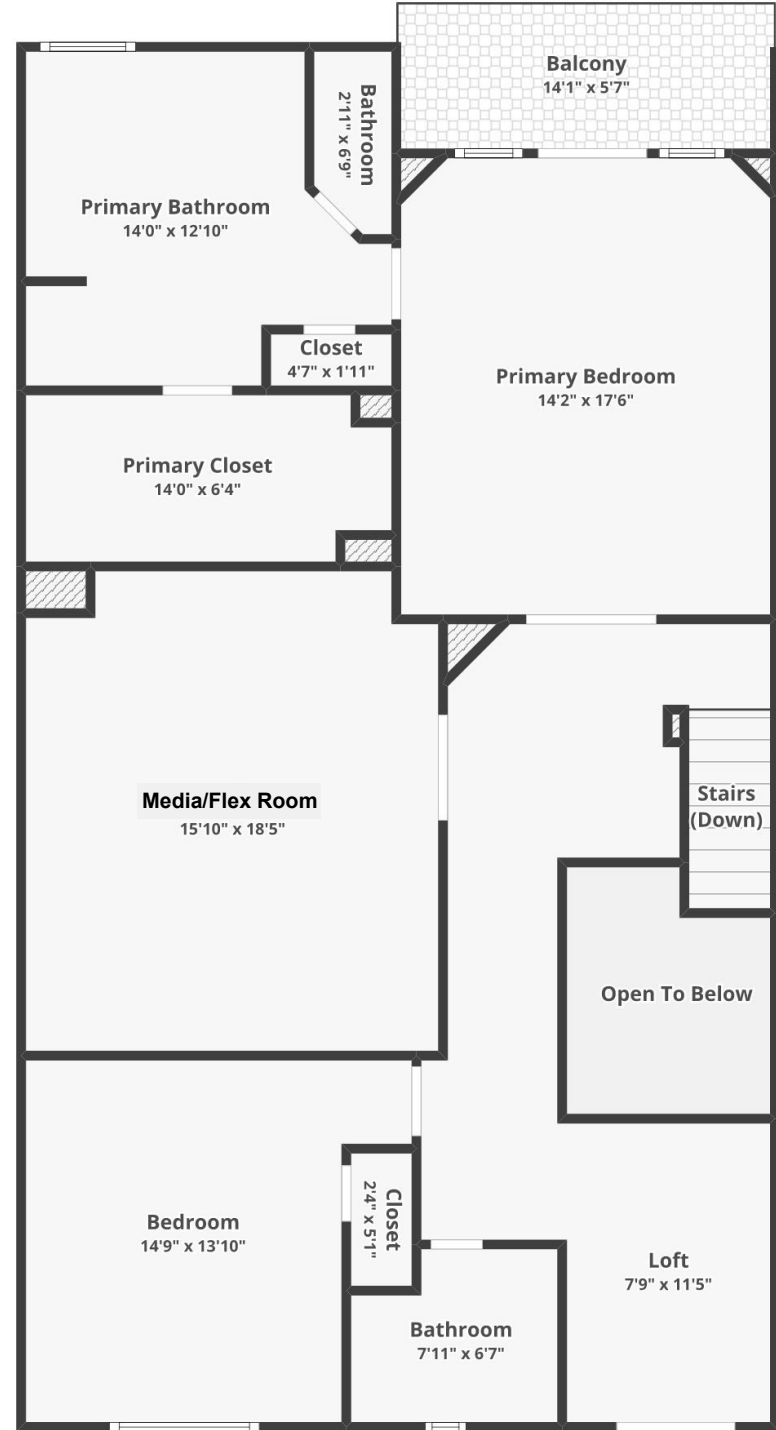 Balcony
14'1" x 5'7"
Bathroom
2'11" x 6'9"
Primary Bathroom
14'0" x 12'10"
Closet
4'7" x 1'11"
Primary Bedroom
14'2" x 17'6"
Primary Closet
14'0" x 6'4"
Media/Flex Room
15'10" x 18'5"
Stairs
(Down)
Open To Below
Bedroom
14'9" x 13'10"
Closet
2'4" x 5'1"
Loft
7'9" x 11'5"
Bathroom
7'11" x 6'7"